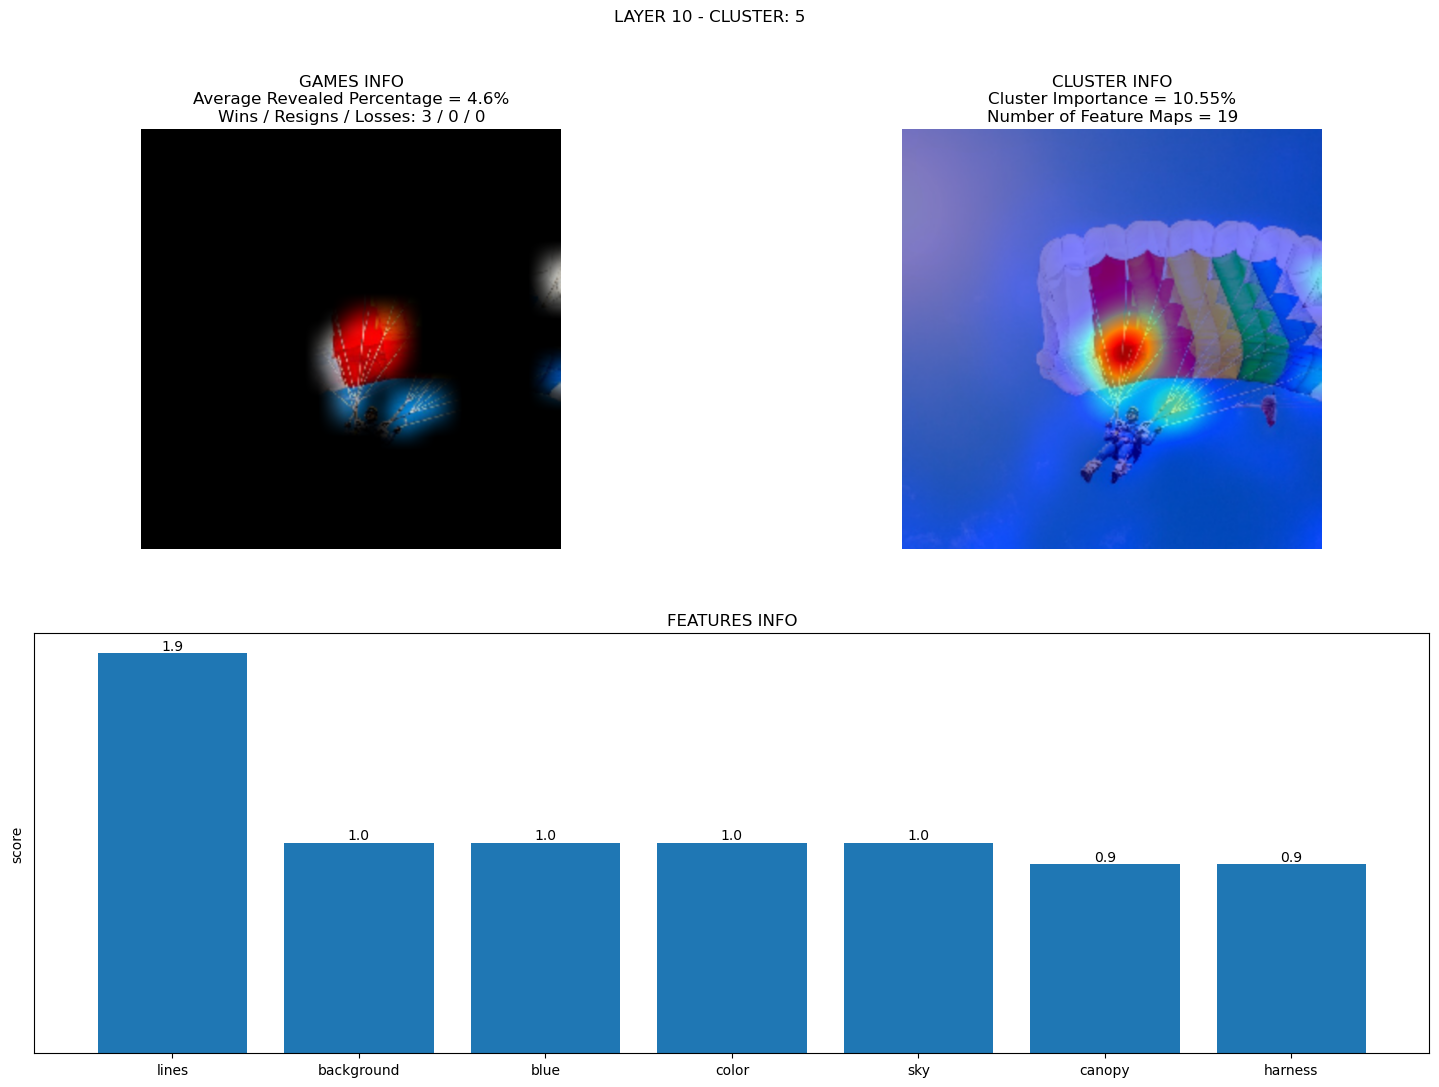 LAYER 10 - CLUSTER: 5
GAMES INFO
Average Revealed Percentage = 4.6%
Wins / Resigns / Losses: 3 / 0 / 0
CLUSTER INFO
Cluster Importance = 10.55%
Number of Feature Maps = 19
FEATURES INFO
score
1.9
1.0
1.0
1.0
1.0
0.9
0.9
lines
background
blue
color
sky
canopy
harness